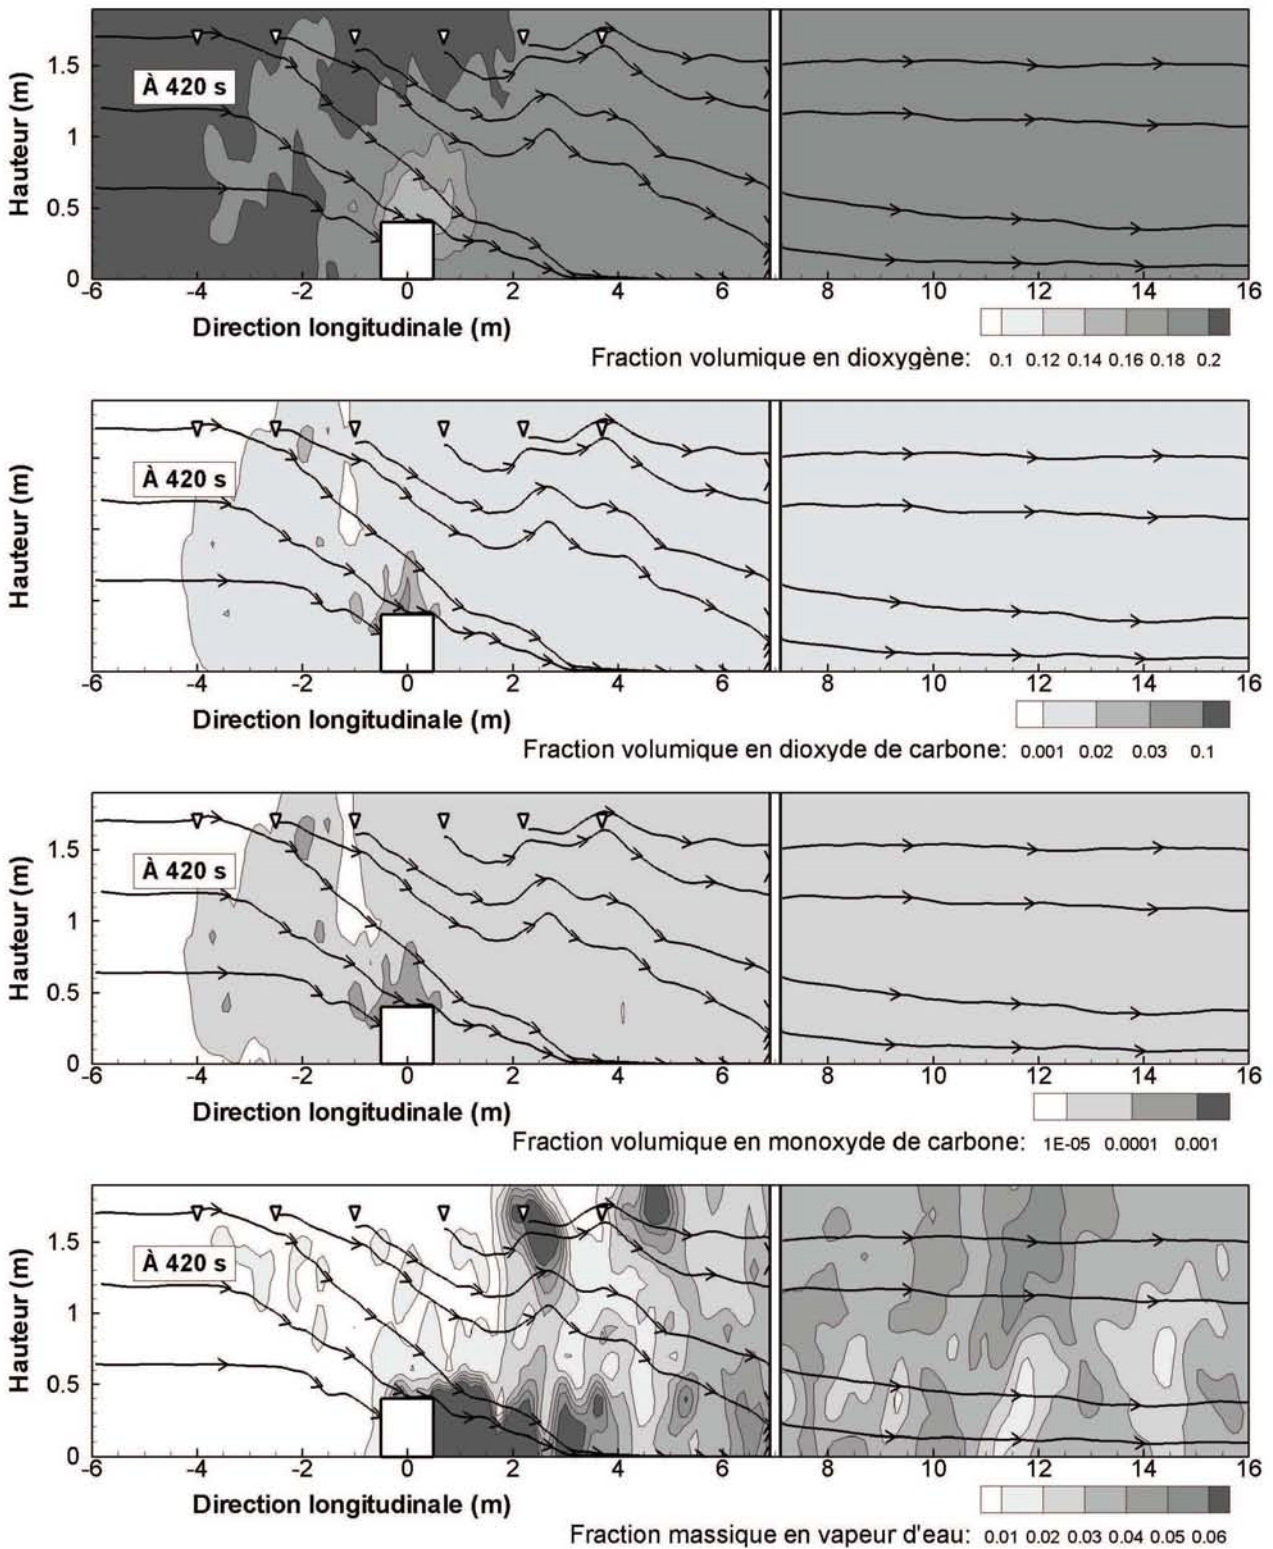 Hauteur (m)
1.5
1
0.5
0
À 420 s
-6 -4 -2 0 2 4 6 8 10 12 14 16
Direction longitudinale (m)
Fraction volumique en dioxygène: 0.1 0.12 0.14 0.16 0.18 0.2
Hauteur (m)
À 420 s
-6 -4 -2 0 2 4 6 8 10 12 14 16
Direction longitudinale (m)
Fraction volumique en dioxyde de carbone: 0.001 0.02 0.03 0.1
Hauteur (m)
1.5
1
0.5
0
À 420 s
-6 -4 -2 0 2 4 6 8 10 12 14 16
Direction longitudinale (m)
Fraction volumique en monoxyde de carbone: 1E-05 0.0001 0.001
Hauteur (m)
1.5
1
0.5
0
À 420 s
-6 -4 -2 0 2 4 6 8 10 12 14 16
Direction longitudinale (m)
Fraction massique en vapeur d'eau: 0.01 0.02 0.03 0.04 0.05 0.06